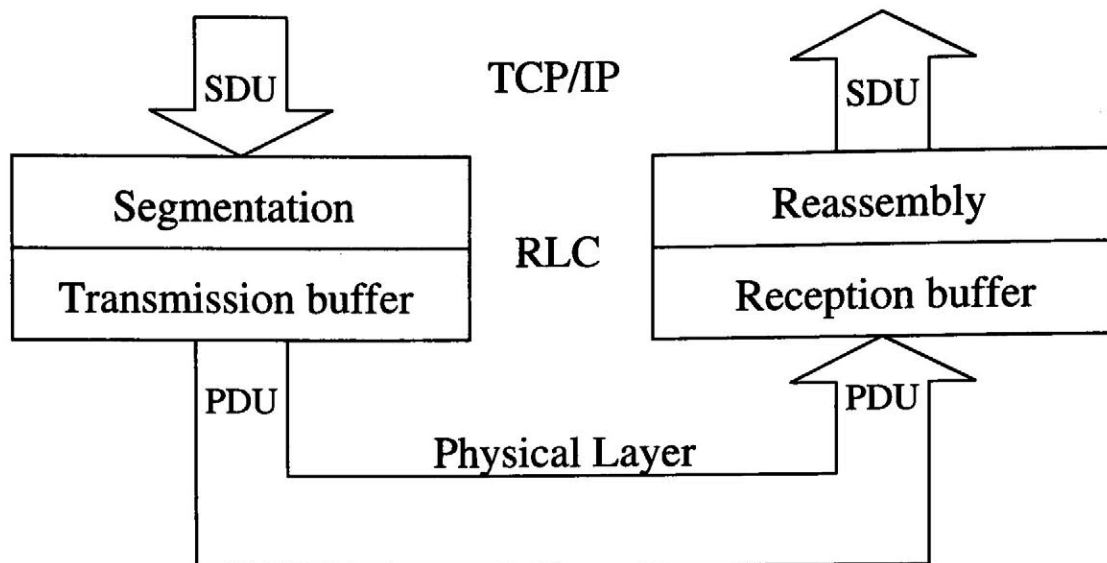 SDU
TCP/IP
SDU
Segmentation
Reassembly
RLC
Transmission buffer
Reception buffer
PDU
PDU
Physical Layer